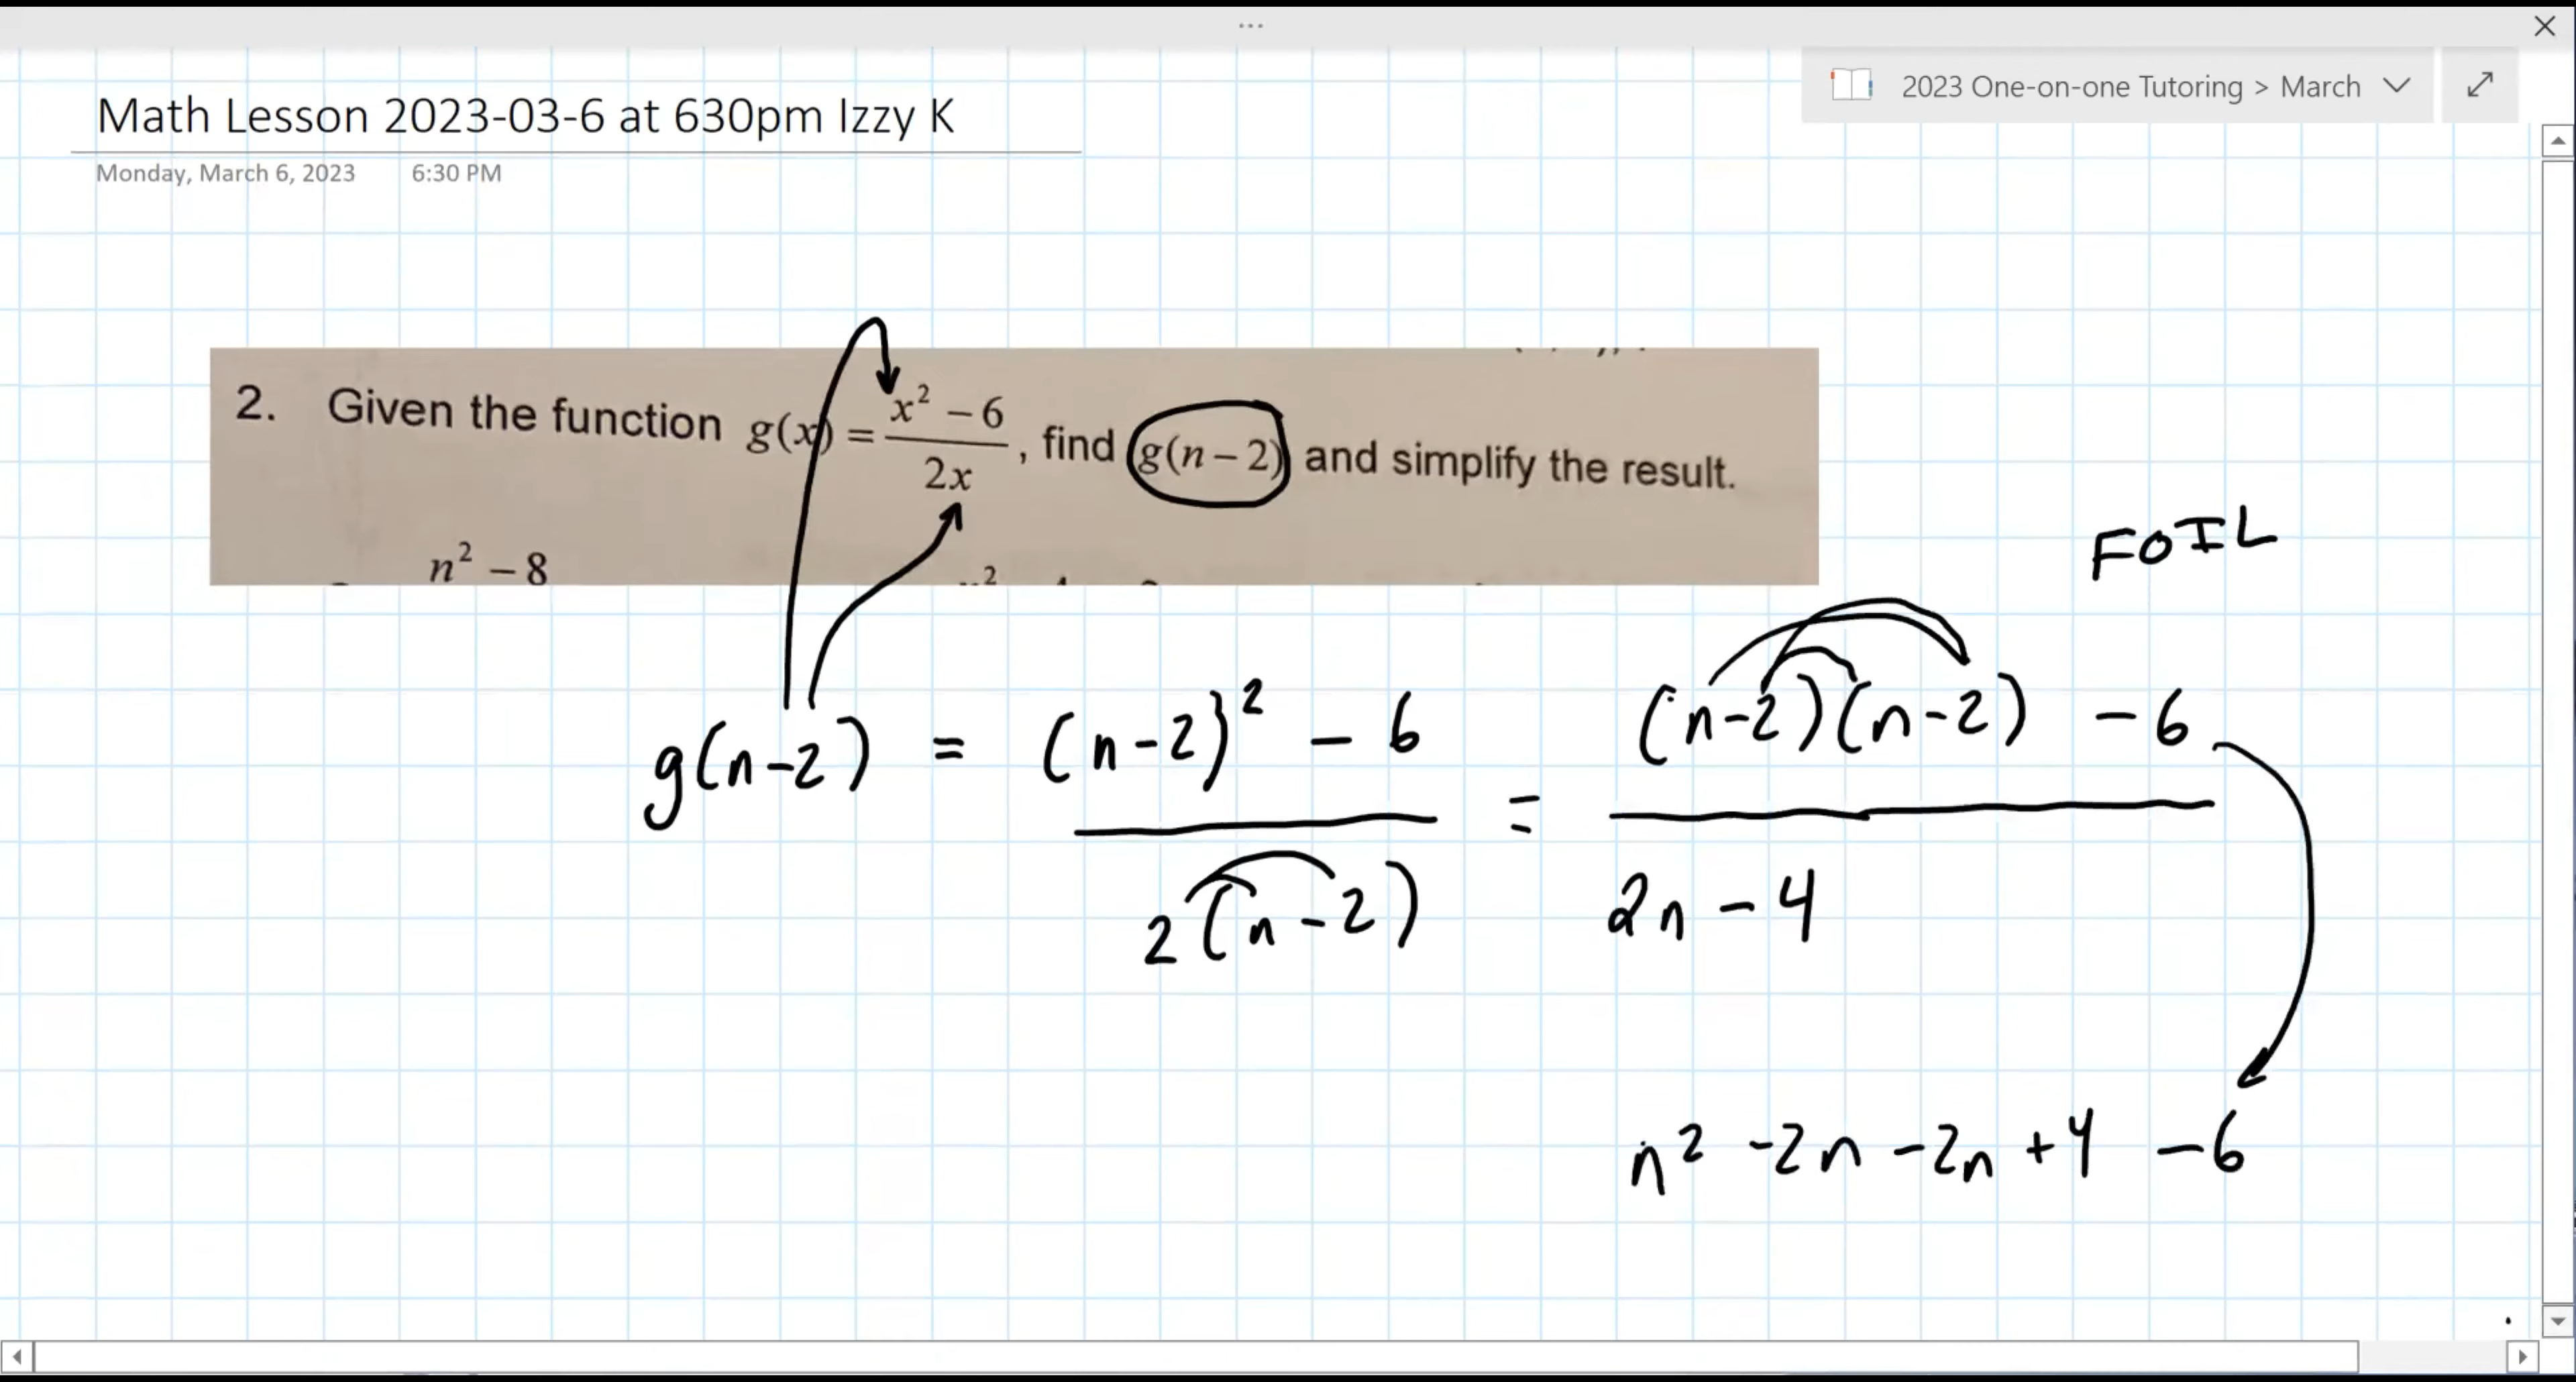 ...
2023 One-on-one Tutoring > March
Math Lesson 2023-03-6 at 630pm Izzy K
Monday, March 6, 2023 6:30 PM
2. Given the function g(x) = (x² − 6)/(2x), find g(n − 2) and simplify the result.
n² − 8
FOIL
g(n-2) = ((n-2)² - 6)/(2(n-2)) = ((n-2)(n-2) - 6)/(2n - 4)
n² -2n -2n +4 -6